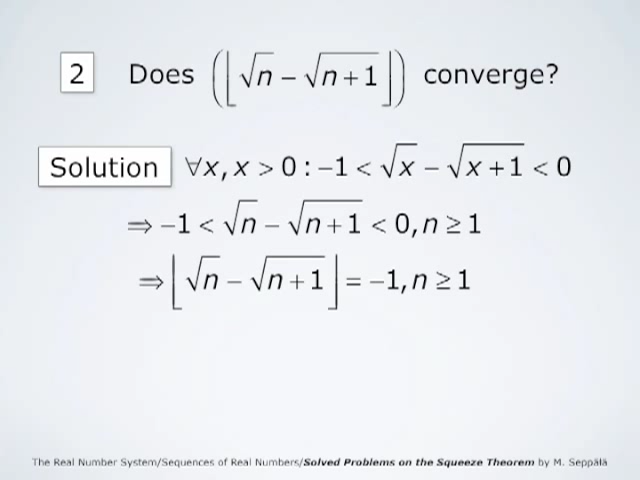 2 Does (⌊√n − √(n+1)⌋) converge?
Solution ∀x, x > 0 : −1 < √x − √(x+1) < 0
⇒ −1 < √n − √(n+1) < 0, n ≥ 1
⇒ ⌊√n − √(n+1)⌋ = −1, n ≥ 1
The Real Number System/Sequences of Real Numbers/Solved Problems on the Squeeze Theorem by M. Seppälä